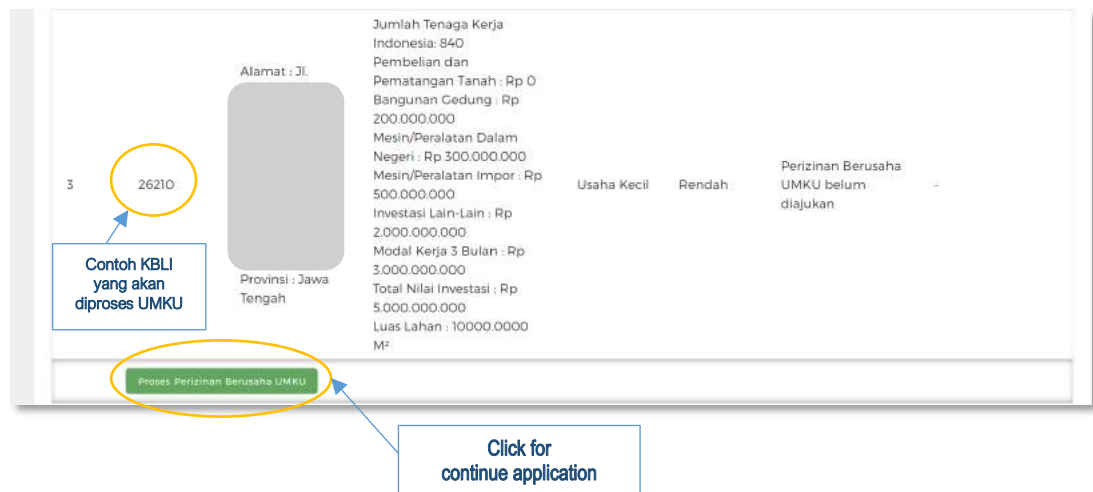 3
26210
Alamat : Jl.
Provinsi : Jawa
Tengah
Jumlah Tenaga Kerja
Indonesia: 840
Pembelian dan
Pematangan Tanah : Rp 0
Bangunan Gedung : Rp
200.000.000
Mesin/Peralatan Dalam
Negeri : Rp 300.000.000
Mesin/Peralatan Impor : Rp
500.000.000
Investasi Lain-Lain : Rp
2.000.000.000
Modal Kerja 3 Bulan : Rp
3.000.000.000
Total Nilai Investasi : Rp
5.000.000.000
Luas Lahan : 10000.0000
M²
Usaha Kecil
Rendah
Perizinan Berusaha
UMKU belum
diajukan
-
Contoh KBLI
yang akan
diproses UMKU
Proses Perizinan Berusaha UMKU
Click for
continue application